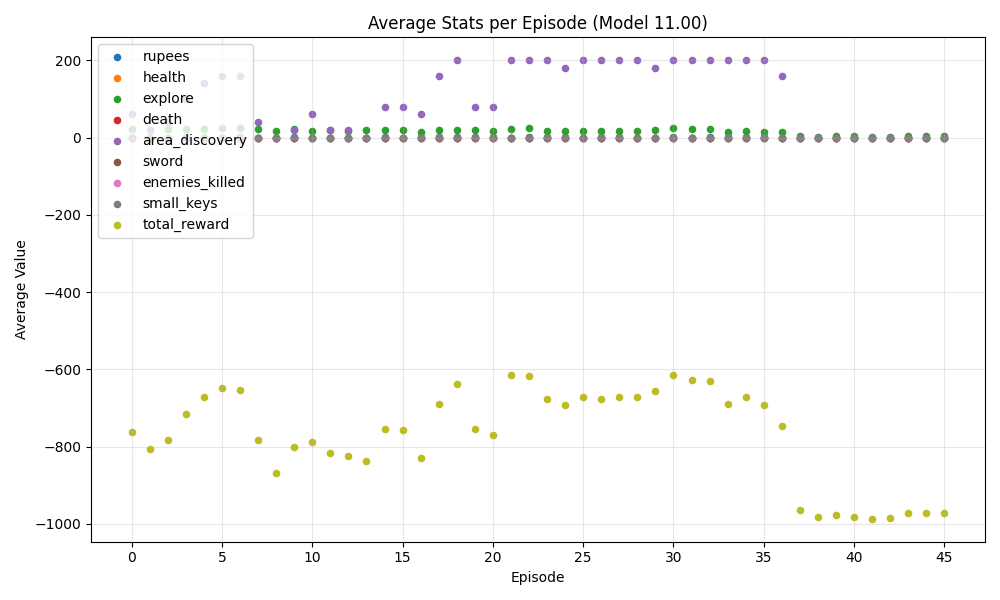 Average Stats per Episode (Model 11.00)
rupees
health
explore
death
area_discovery
sword
enemies_killed
small_keys
total_reward
Average Value
200
0
−200
−400
−600
−800
−1000
0 5 10 15 20 25 30 35 40 45
Episode